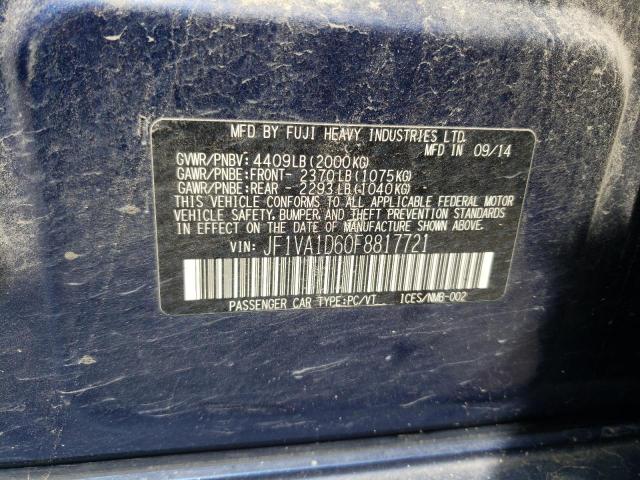 MFD BY FUJI HEAVY INDUSTRIES LTD.
MFD IN 09/14
GVWR/PNBV: 4409LB(2000KG)
GAWR/PNBE:FRONT- 2370LB(1075KG)
GAWR/PNBE:REAR - 2293LB(1040KG)
THIS VEHICLE CONFORMS TO ALL APPLICABLE FEDERAL MOTOR
VEHICLE SAFETY, BUMPER, AND THEFT PREVENTION STANDARDS
IN EFFECT ON THE DATE OF MANUFACTURE SHOWN ABOVE.
VIN: JF1VA1D60F8817721
PASSENGER CAR TYPE:PC/VT ICES/NMB-002